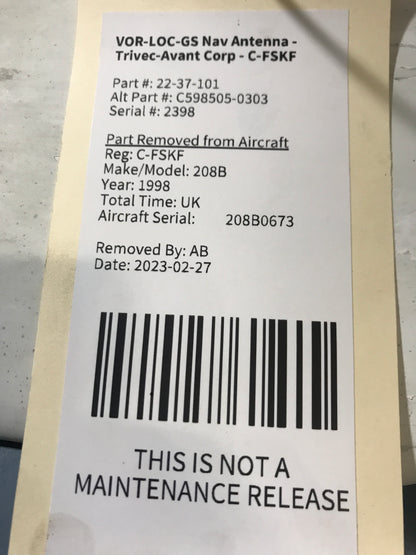 VOR-LOC-GS Nav Antenna -
Trivec-Avant Corp - C-FSKF
Part #: 22-37-101
Alt Part #: C598505-0303
Serial #: 2398
Part Removed from Aircraft
Reg: C-FSKF
Make/Model: 208B
Year: 1998
Total Time: UK
Aircraft Serial: 208B0673
Removed By: AB
Date: 2023-02-27
THIS IS NOT A
MAINTENANCE RELEASE